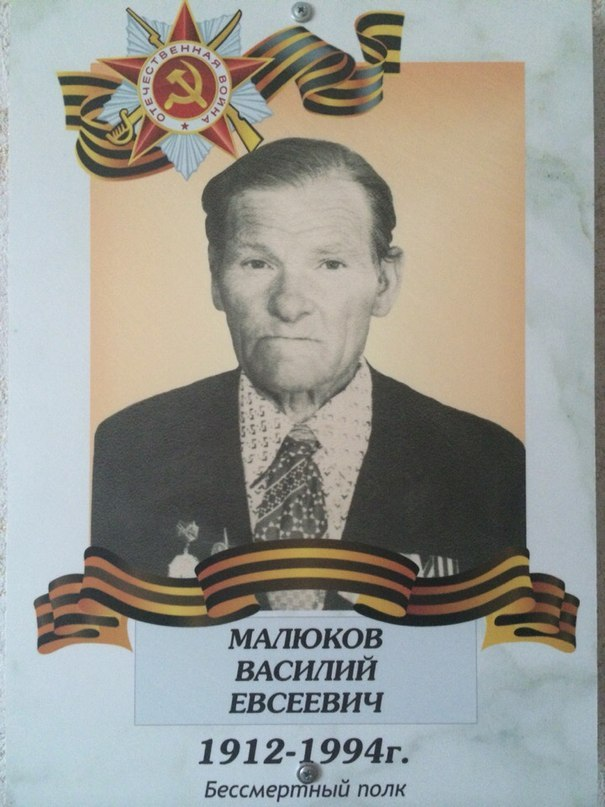 ОТЕЧЕСТВЕННАЯ ВОЙНА
МАЛЮКОВ
ВАСИЛИЙ
ЕВСЕЕВИЧ
1912-1994г.
Бессмертный полк